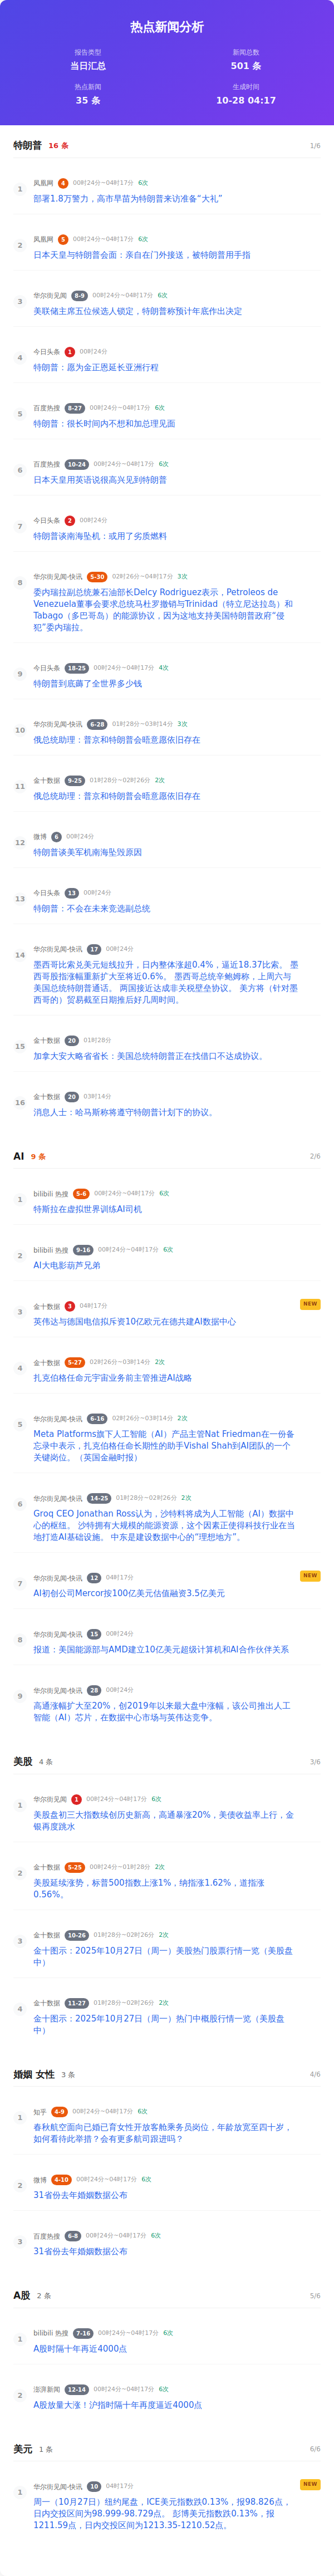 热点新闻分析
报告类型 新闻总数
当日汇总 501 条
热点新闻 生成时间
35 条 10-28 04:17
特朗普 16 条 1/6
1 凤凰网 4 00时24分~04时17分 6次
部署1.8万警力，高市早苗为特朗普来访准备“大礼”
2 凤凰网 5 00时24分~04时17分 6次
日本天皇与特朗普会面：亲自在门外接送，被特朗普用手指
3 华尔街见闻 8-9 00时24分~04时17分 6次
美联储主席五位候选人锁定，特朗普称预计年底作出决定
4 今日头条 1 00时24分
特朗普：愿为金正恩延长亚洲行程
5 百度热搜 8-27 00时24分~04时17分 6次
特朗普：很长时间内不想和加总理见面
6 百度热搜 10-24 00时24分~04时17分 6次
日本天皇用英语说很高兴见到特朗普
7 今日头条 2 00时24分
特朗普谈南海坠机：或用了劣质燃料
8 华尔街见闻-快讯 5-30 02时26分~04时17分 3次
委内瑞拉副总统兼石油部长Delcy Rodriguez表示，Petroleos de
Venezuela董事会要求总统马杜罗撤销与Trinidad（特立尼达拉岛）和
Tabago（多巴哥岛）的能源协议，因为这地方支持美国特朗普政府“侵
犯”委内瑞拉。
9 今日头条 18-25 00时24分~04时17分 4次
特朗普到底薅了全世界多少钱
10 华尔街见闻-快讯 6-28 01时28分~03时14分 3次
俄总统助理：普京和特朗普会晤意愿依旧存在
11 金十数据 9-25 01时28分~02时26分 2次
俄总统助理：普京和特朗普会晤意愿依旧存在
12 微博 6 00时24分
特朗普谈美军机南海坠毁原因
13 今日头条 13 00时24分
特朗普：不会在未来竞选副总统
14 华尔街见闻-快讯 17 00时24分
墨西哥比索兑美元短线拉升，日内整体涨超0.4%，逼近18.37比索。 墨
西哥股指涨幅重新扩大至将近0.6%。 墨西哥总统辛鲍姆称，上周六与
美国总统特朗普通话。 两国接近达成非关税壁垒协议。 美方将（针对墨
西哥的）贸易截至日期推后好几周时间。
15 金十数据 20 01时28分
加拿大安大略省省长：美国总统特朗普正在找借口不达成协议。
16 金十数据 20 03时14分
消息人士：哈马斯称将遵守特朗普计划下的协议。
AI 9 条 2/6
1 bilibili 热搜 5-6 00时24分~04时17分 6次
特斯拉在虚拟世界训练AI司机
2 bilibili 热搜 9-16 00时24分~04时17分 6次
AI大电影葫芦兄弟
3 金十数据 3 04时17分 NEW
英伟达与德国电信拟斥资10亿欧元在德共建AI数据中心
4 金十数据 5-27 02时26分~03时14分 2次
扎克伯格任命元宇宙业务前主管推进AI战略
5 华尔街见闻-快讯 6-16 02时26分~03时14分 2次
Meta Platforms旗下人工智能（AI）产品主管Nat Friedman在一份备
忘录中表示，扎克伯格任命长期性的助手Vishal Shah到AI团队的一个
关键岗位。（英国金融时报）
6 华尔街见闻-快讯 14-25 01时28分~02时26分 2次
Groq CEO Jonathan Ross认为，沙特料将成为人工智能（AI）数据中
心的枢纽。 沙特拥有大规模的能源资源，这个因素正使得科技行业在当
地打造AI基础设施。 中东是建设数据中心的“理想地方”。
7 华尔街见闻-快讯 12 04时17分 NEW
AI初创公司Mercor按100亿美元估值融资3.5亿美元
8 华尔街见闻-快讯 15 00时24分
报道：美国能源部与AMD建立10亿美元超级计算机和AI合作伙伴关系
9 华尔街见闻-快讯 28 00时24分
高通涨幅扩大至20%，创2019年以来最大盘中涨幅，该公司推出人工
智能（AI）芯片，在数据中心市场与英伟达竞争。
美股 4 条 3/6
1 华尔街见闻 1 00时24分~04时17分 6次
美股盘初三大指数续创历史新高，高通暴涨20%，美债收益率上行，金
银再度跳水
2 金十数据 5-25 00时24分~01时28分 2次
美股延续涨势，标普500指数上涨1%，纳指涨1.62%，道指涨
0.56%。
3 金十数据 10-26 01时28分~02时26分 2次
金十图示：2025年10月27日（周一）美股热门股票行情一览（美股盘
中）
4 金十数据 11-27 01时28分~02时26分 2次
金十图示：2025年10月27日（周一）热门中概股行情一览（美股盘
中）
婚姻 女性 3 条 4/6
1 知乎 4-9 00时24分~04时17分 6次
春秋航空面向已婚已育女性开放客舱乘务员岗位，年龄放宽至四十岁，
如何看待此举措？会有更多航司跟进吗？
2 微博 4-10 00时24分~04时17分 6次
31省份去年婚姻数据公布
3 百度热搜 6-8 00时24分~04时17分 6次
31省份去年婚姻数据公布
A股 2 条 5/6
1 bilibili 热搜 7-16 00时24分~04时17分 6次
A股时隔十年再近4000点
2 澎湃新闻 12-14 00时24分~04时17分 6次
A股放量大涨！沪指时隔十年再度逼近4000点
美元 1 条 6/6
1 华尔街见闻-快讯 10 04时17分 NEW
周一（10月27日）纽约尾盘，ICE美元指数跌0.13%，报98.826点，
日内交投区间为98.999-98.729点。 彭博美元指数跌0.13%，报
1211.59点，日内交投区间为1213.35-1210.52点。